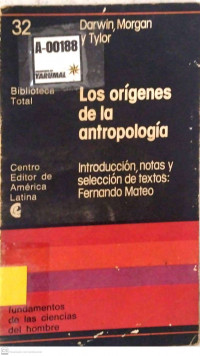 32
Darwin, Morgan
y Tylor
A-00188
YARUMAL
Biblioteca
Total
Los orígenes
de la
antropología
Introducción, notas y
selección de textos:
Fernando Mateo
Centro
Editor de
América
Latina
fundamentos
de las ciencias
del hombre